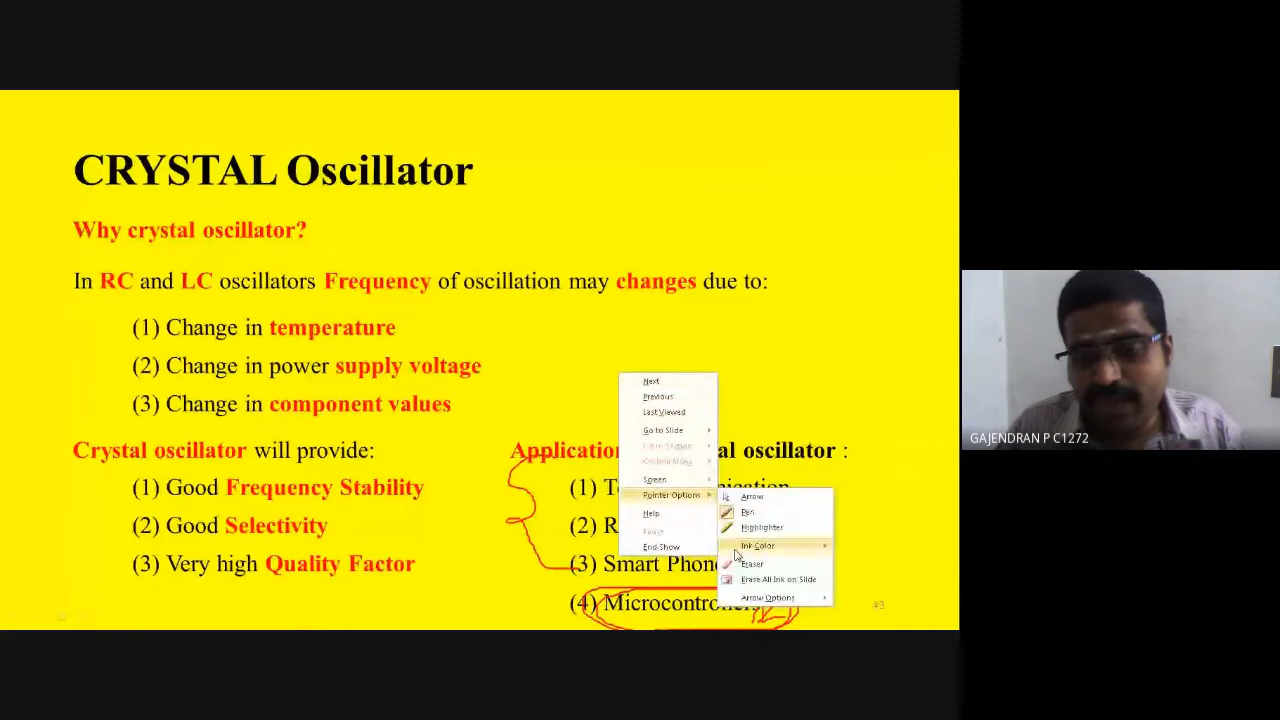 CRYSTAL Oscillator
Why crystal oscillator?
In RC and LC oscillators Frequency of oscillation may changes due to:
(1) Change in temperature
(2) Change in power supply voltage
(3) Change in component values
Crystal oscillator will provide:
(1) Good Frequency Stability
(2) Good Selectivity
(3) Very high Quality Factor
oscillator :
(1)
(2)
(3) Smart
(4)
Next
Previous
Last Viewed
Go to Slide
Screen
Pointer Options
Help
Pause
End Show
Arrow
Pen
Highlighter
Ink Color
Eraser
Erase All Ink on Slide
Arrow Options
49
GAJENDRAN P C1272